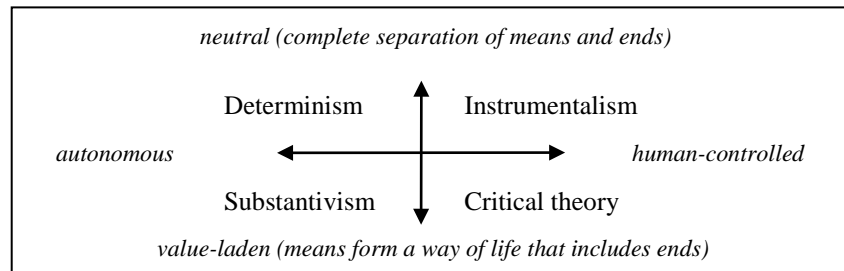 neutral (complete separation of means and ends)
Determinism Instrumentalism
autonomous human-controlled
Substantivism Critical theory
value-laden (means form a way of life that includes ends)